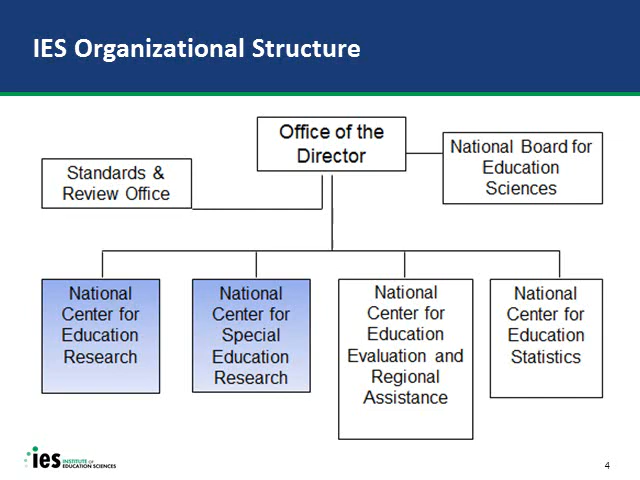 IES Organizational Structure
Office of the
Director
National Board for
Education
Sciences
Standards &
Review Office
National
Center for
Education
Research
National
Center for
Special
Education
Research
National
Center for
Education
Evaluation and
Regional
Assistance
National
Center for
Education
Statistics
ies INSTITUTE OF
EDUCATION SCIENCES
4